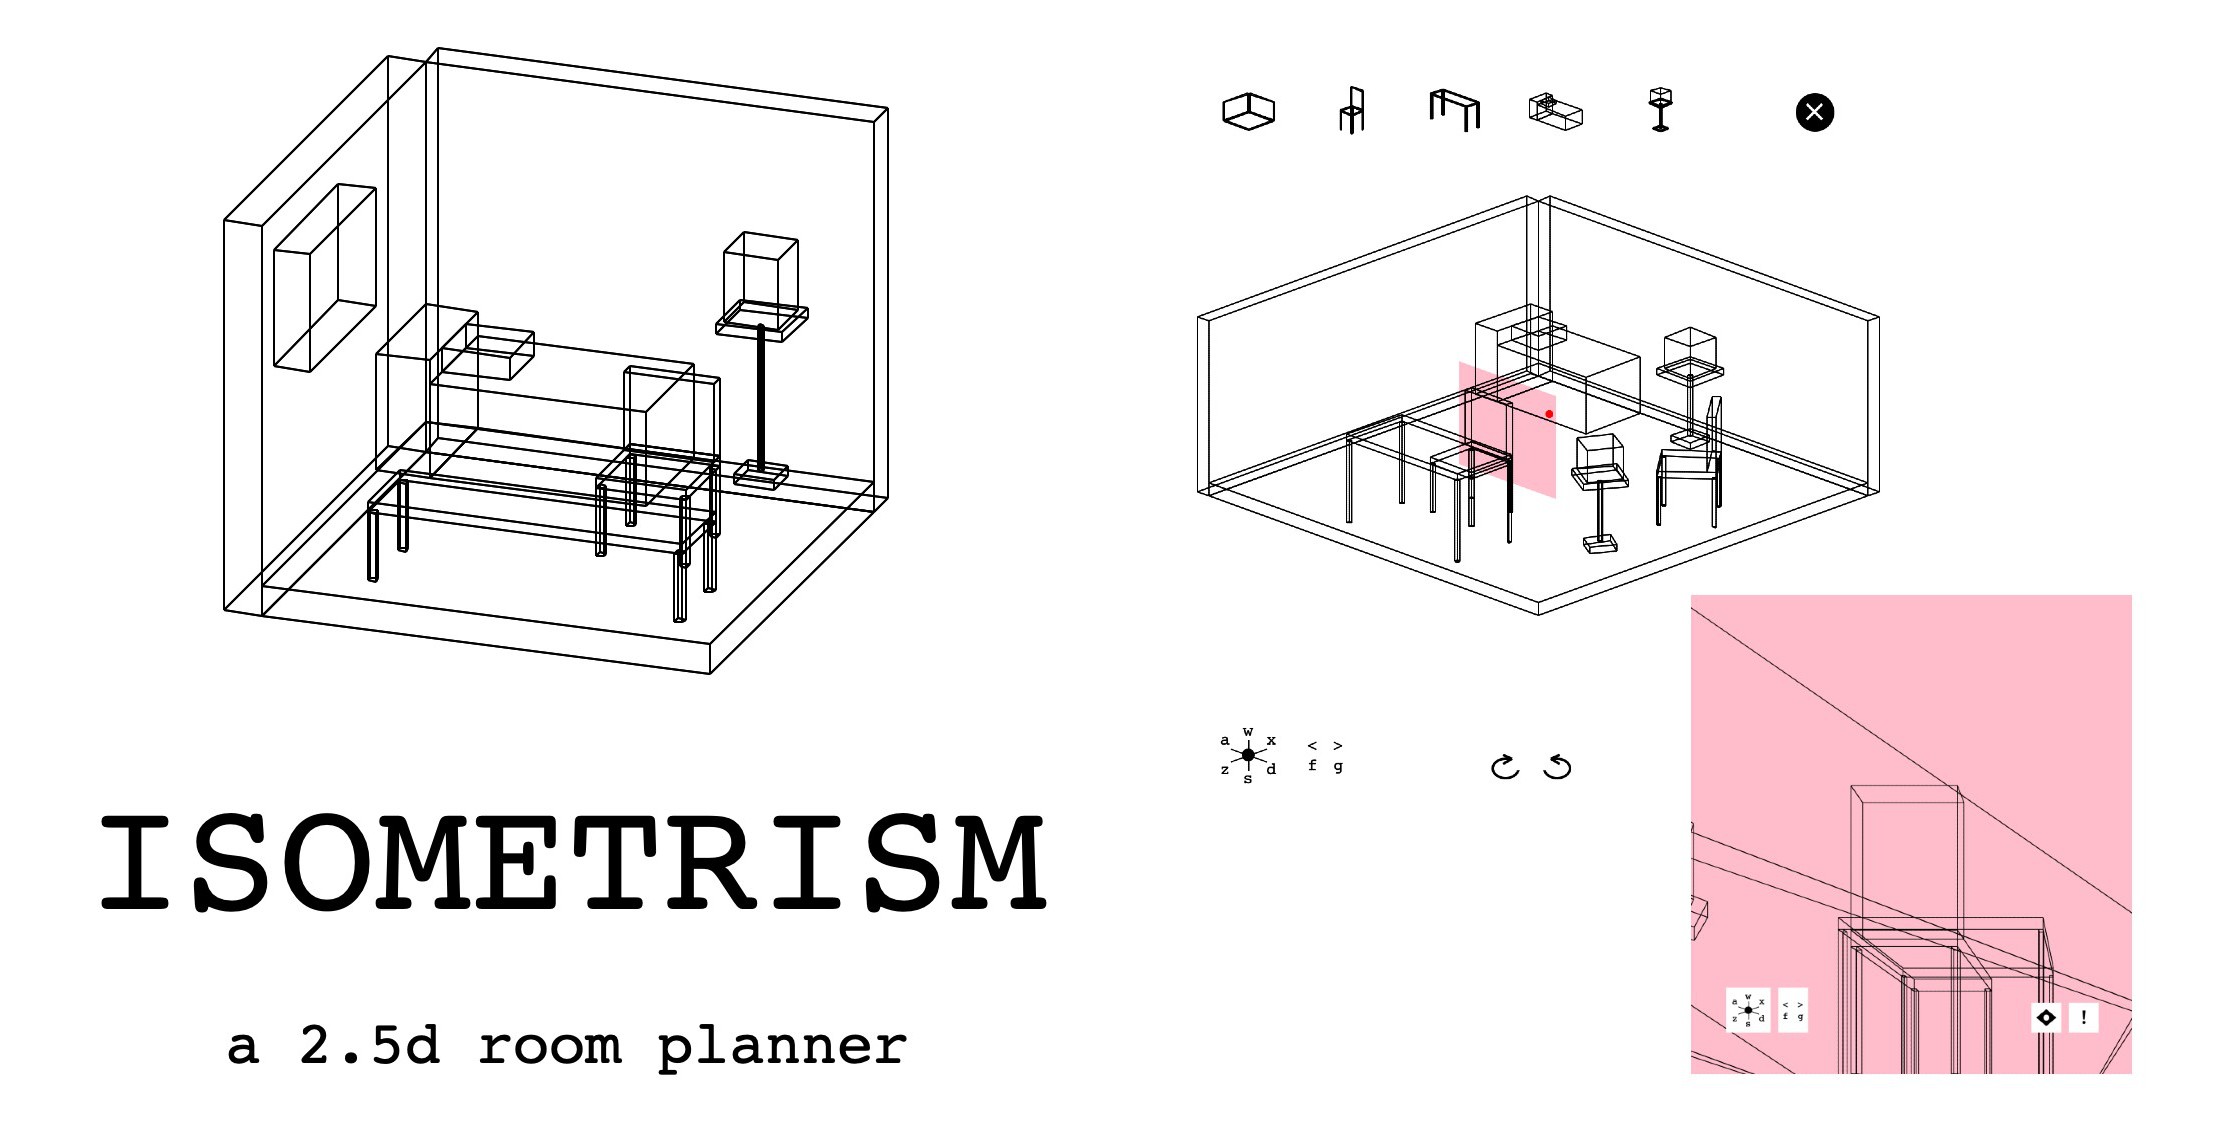 ISOMETRISM
a 2.5d room planner
w
a x
z d
s
< >
f g
w
a x
z d
s
< >
f g
!